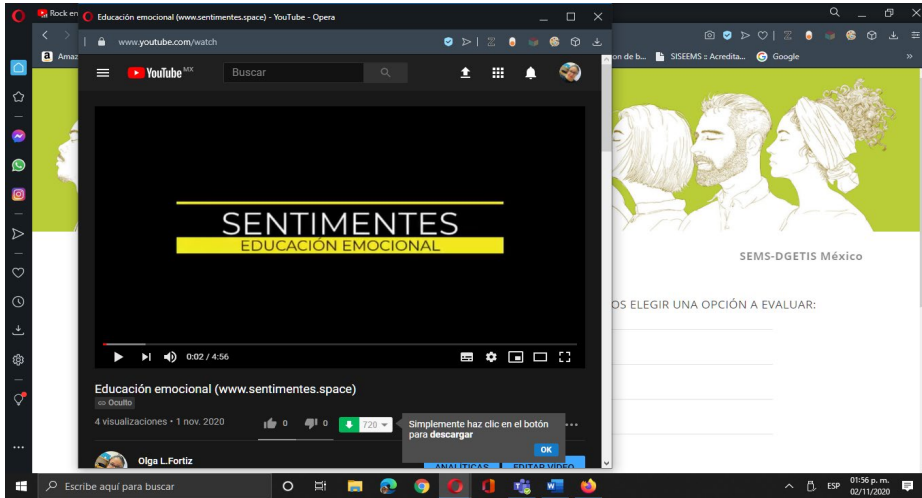 Rock en
Educación emocional (www.sentimentes.space) - YouTube - Opera
www.youtube.com/watch
Amaz
on de b...
SISEEMS :: Acredita...
Google
YouTube MX
Buscar
SENTIMENTES
EDUCACIÓN EMOCIONAL
SEMS-DGETIS México
OS ELEGIR UNA OPCIÓN A EVALUAR:
0:02 / 4:56
Educación emocional (www.sentimentes.space)
Oculto
4 visualizaciones • 1 nov. 2020
0
0
720
Simplemente haz clic en el botón
para descargar
OK
Olga L.Fortiz
ANALÍTICAS
EDITAR VÍDEO
Escribe aquí para buscar
ESP
01:56 p. m.
02/11/2020